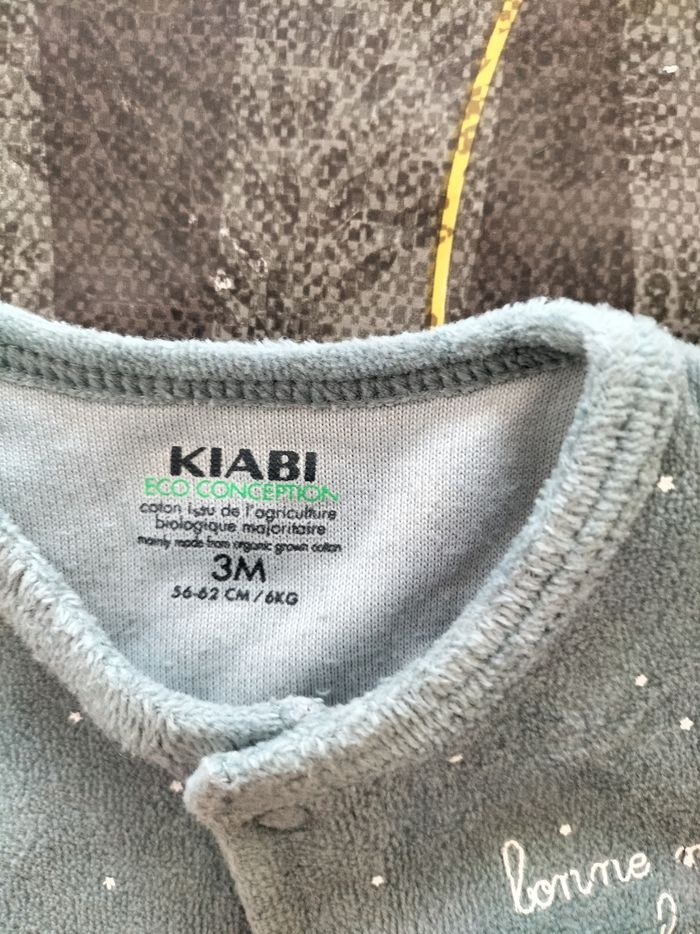 KIABI
ECO CONCEPTION
coton issu de l'agriculture
biologique majoritaire
mainly made from organic grown cotton
3M
56-62 CM / 6KG
bonne